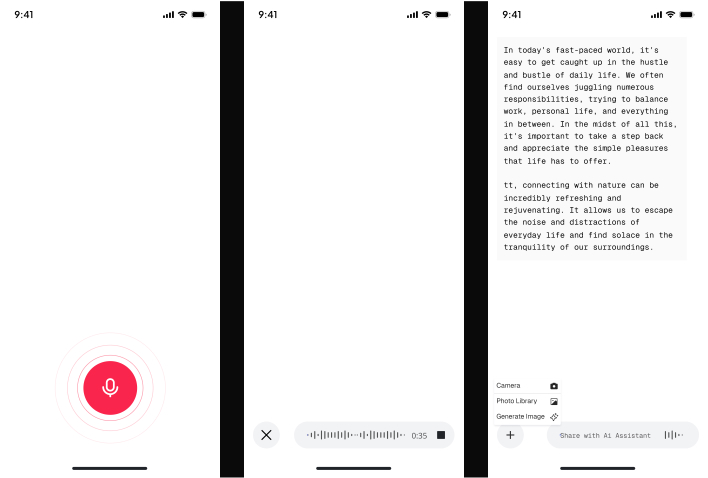 9:41
9:41
0:35
9:41
In today's fast-paced world, it's
easy to get caught up in the hustle
and bustle of daily life. We often
find ourselves juggling numerous
responsibilities, trying to balance
work, personal life, and everything
in between. In the midst of all this,
it's important to take a step back
and appreciate the simple pleasures
that life has to offer.
tt, connecting with nature can be
incredibly refreshing and
rejuvenating. It allows us to escape
the noise and distractions of
everyday life and find solace in the
tranquility of our surroundings.
Camera
Photo Library
Generate Image
Share with Ai Assistant